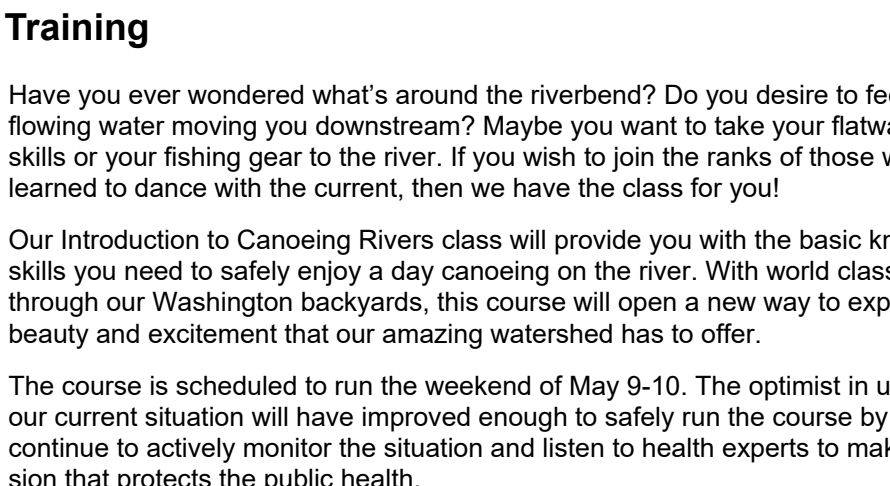 Training
Have you ever wondered what’s around the riverbend? Do you desire to
flowing water moving you downstream? Maybe you want to take your
skills or your fishing gear to the river. If you wish to join the ranks of those
learned to dance with the current, then we have the class for you!
Our Introduction to Canoeing Rivers class will provide you with the basic
skills you need to safely enjoy a day canoeing on the river. With world class
through our Washington backyards, this course will open a new way to
beauty and excitement that our amazing watershed has to offer.
The course is scheduled to run the weekend of May 9-10. The optimist in
our current situation will have improved enough to safely run the course by
continue to actively monitor the situation and listen to health experts to
sion that protects the public health.